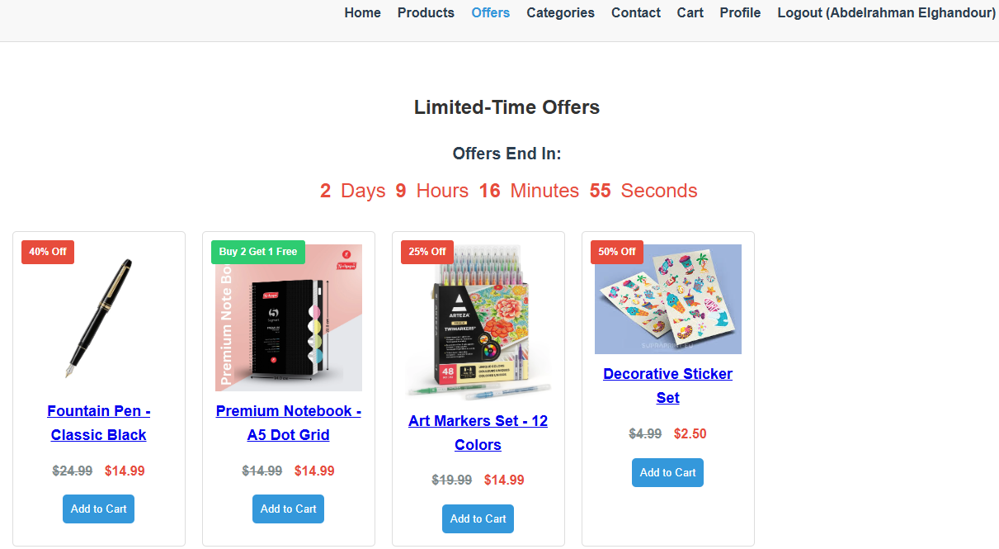 Home Products Offers Categories Contact Cart Profile Logout (Abdelrahman Elghandour)
Limited-Time Offers
Offers End In:
2 Days 9 Hours 16 Minutes 55 Seconds
40% Off
Fountain Pen -
Classic Black
$24.99 $14.99
Add to Cart
Buy 2 Get 1 Free
Premium Note Bo
Premium Notebook -
A5 Dot Grid
$14.99 $14.99
Add to Cart
25% Off
ARTEZA
TWIMARKERS
48
Art Markers Set - 12
Colors
$19.99 $14.99
Add to Cart
50% Off
Decorative Sticker
Set
$4.99 $2.50
Add to Cart